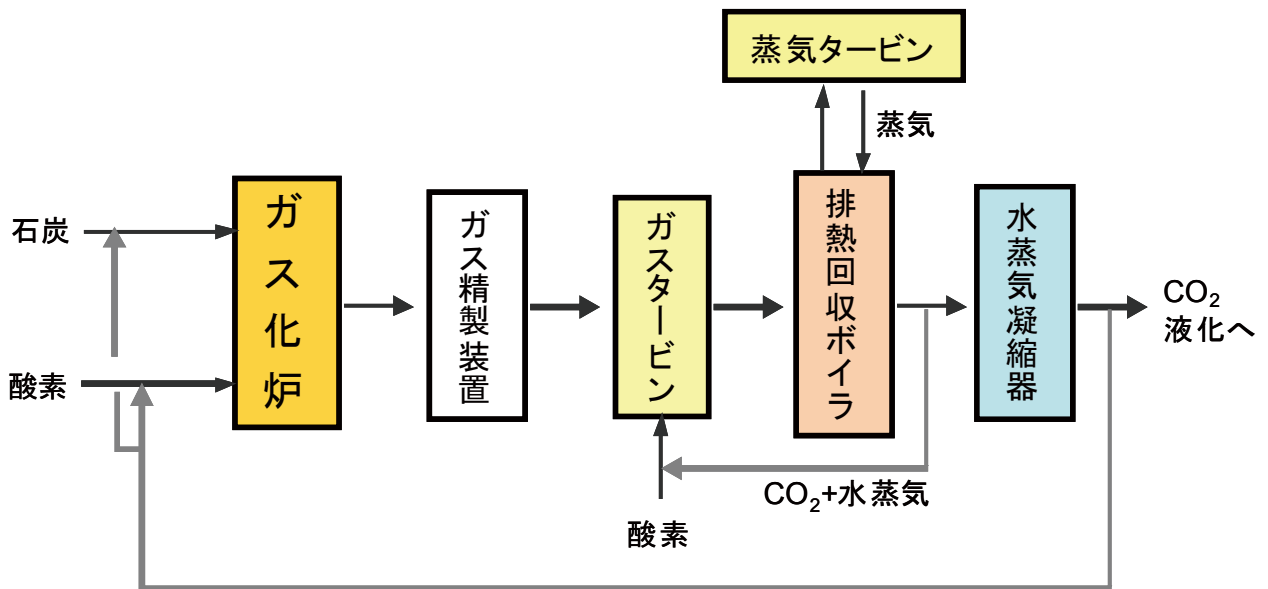 蒸気タービン
蒸気
石炭
酸素
ガス化炉
ガス精製装置
ガスタービン
排熱回収ボイラ
水蒸気凝縮器
CO₂
液化へ
CO₂+水蒸気
酸素